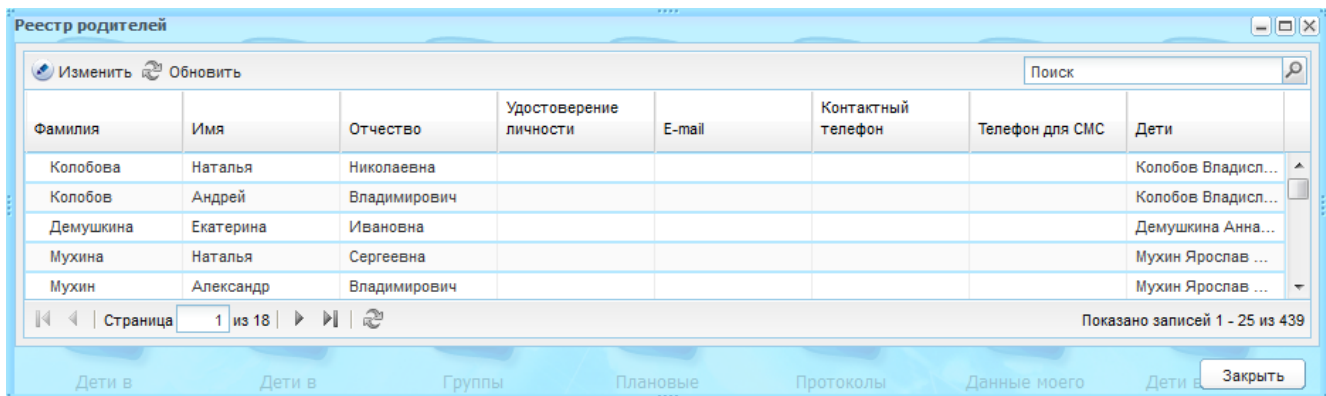 Реестр родителей
Изменить Обновить Поиск
Фамилия Имя Отчество Удостоверение личности E-mail Контактный телефон Телефон для СМС Дети
Колобова Наталья Николаевна Колобов Владисл...
Колобов Андрей Владимирович Колобов Владисл...
Демушкина Екатерина Ивановна Демушкина Анна...
Мухина Наталья Сергеевна Мухин Ярослав ...
Мухин Александр Владимирович Мухин Ярослав ...
Страница 1 из 18 Показано записей 1 - 25 из 439
Дети в Дети в Группы Плановые Протоколы Данные моего Дети в Закрыть